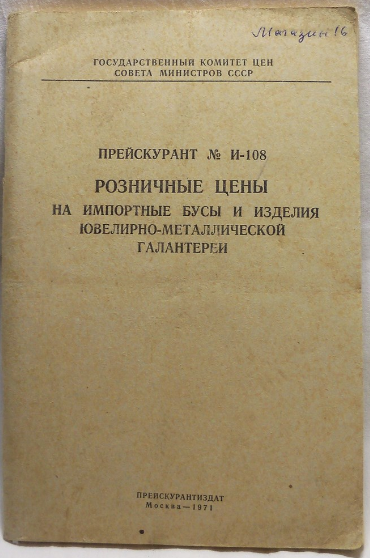 Магазин 16
ГОСУДАРСТВЕННЫЙ КОМИТЕТ ЦЕН
СОВЕТА МИНИСТРОВ СССР
ПРЕЙСКУРАНТ № И-108
РОЗНИЧНЫЕ ЦЕНЫ
НА ИМПОРТНЫЕ БУСЫ И ИЗДЕЛИЯ
ЮВЕЛИРНО-МЕТАЛЛИЧЕСКОЙ
ГАЛАНТЕРЕИ
ПРЕЙСКУРАНТИЗДАТ
Москва—1971